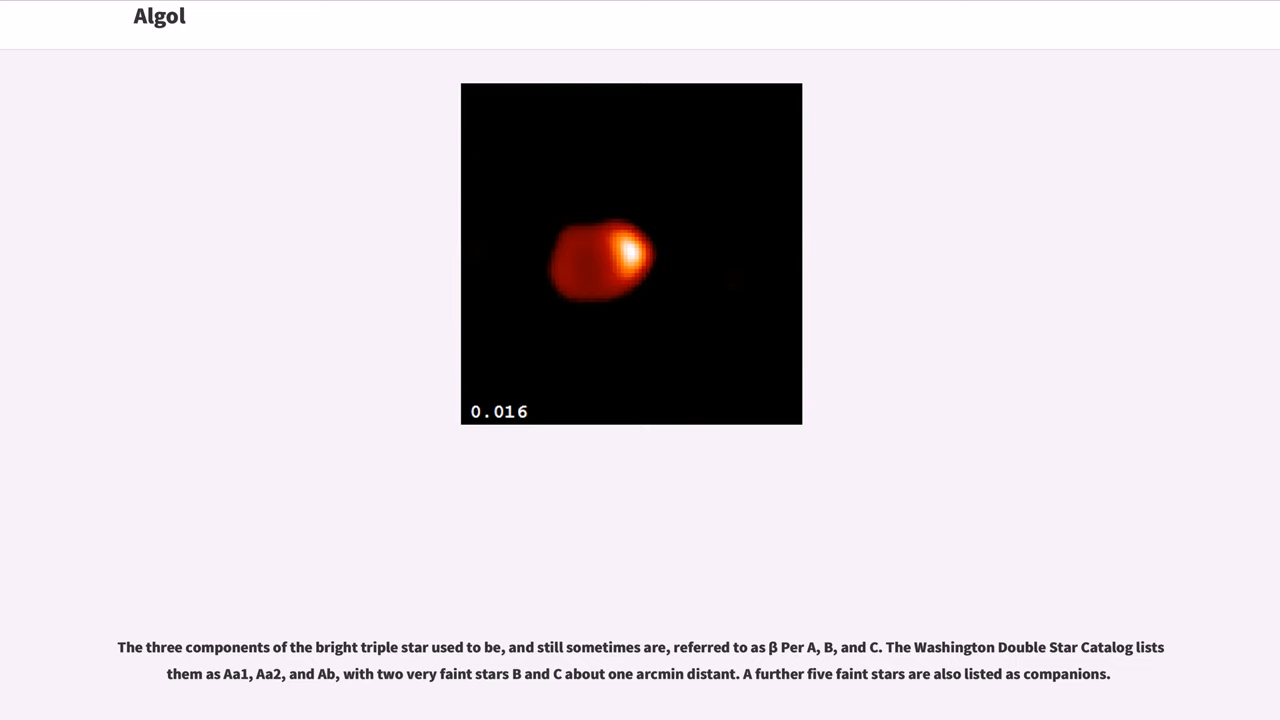 Algol
0.016
The three components of the bright triple star used to be, and still sometimes are, referred to as β Per A, B, and C. The Washington Double Star Catalog lists
them as Aa1, Aa2, and Ab, with two very faint stars B and C about one arcmin distant. A further five faint stars are also listed as companions.